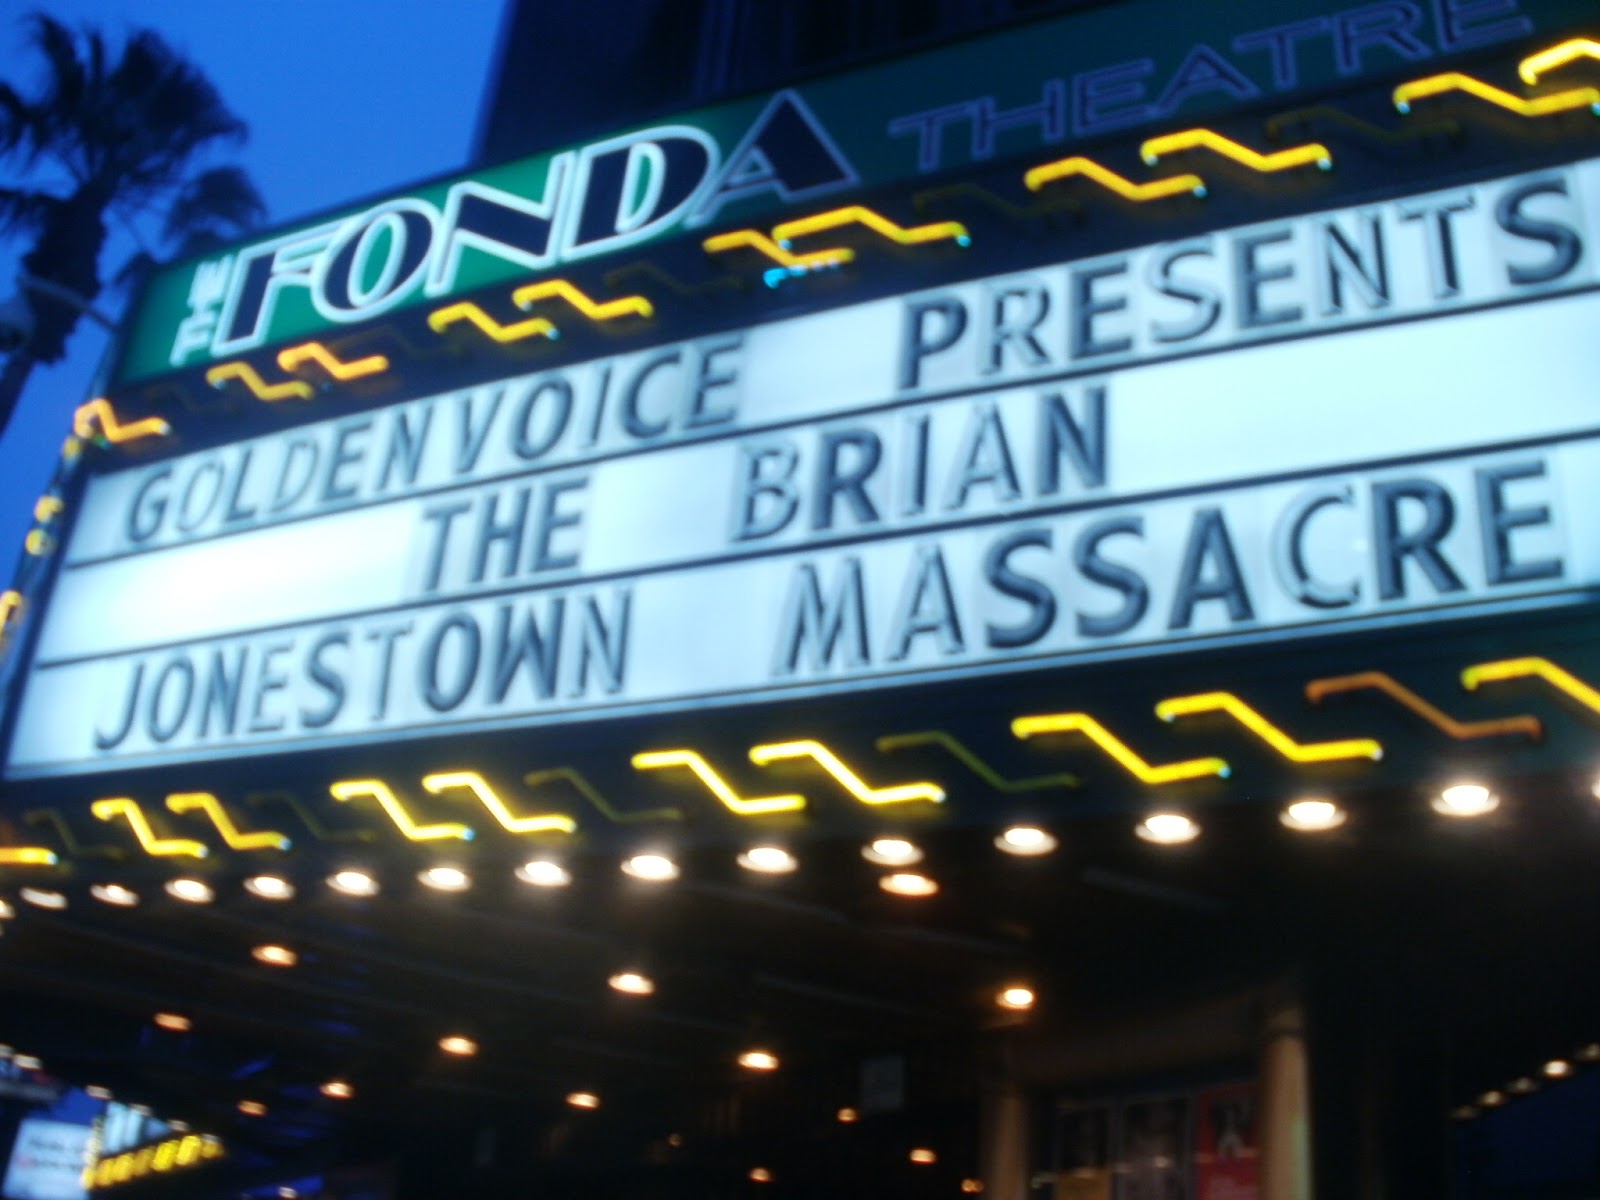 THE FONDA THEATRE
GOLDENVOICE PRESENTS
THE BRIAN
JONESTOWN MASSACRE